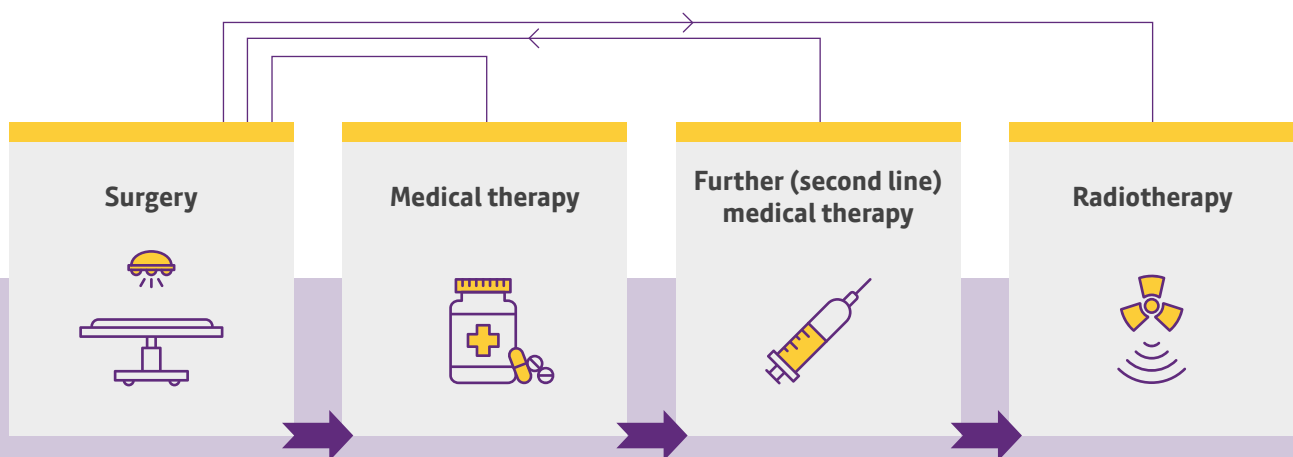 Surgery
Medical therapy
Further (second line)
medical therapy
Radiotherapy